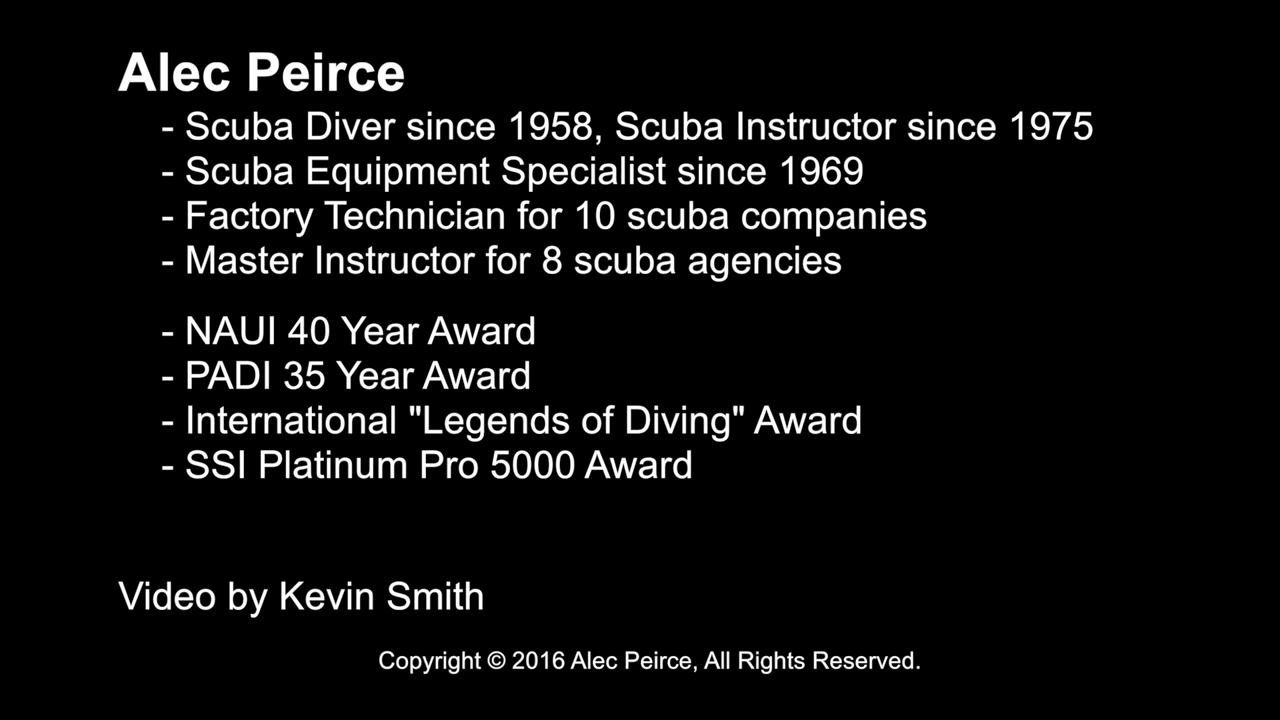 Alec Peirce
- Scuba Diver since 1958, Scuba Instructor since 1975
- Scuba Equipment Specialist since 1969
- Factory Technician for 10 scuba companies
- Master Instructor for 8 scuba agencies
- NAUI 40 Year Award
- PADI 35 Year Award
- International "Legends of Diving" Award
- SSI Platinum Pro 5000 Award
Video by Kevin Smith
Copyright © 2016 Alec Peirce, All Rights Reserved.